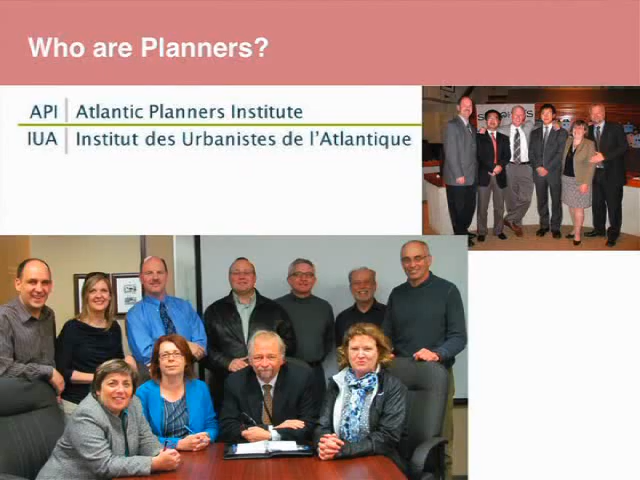 Who are Planners?
API Atlantic Planners Institute
IUA Institut des Urbanistes de l'Atlantique